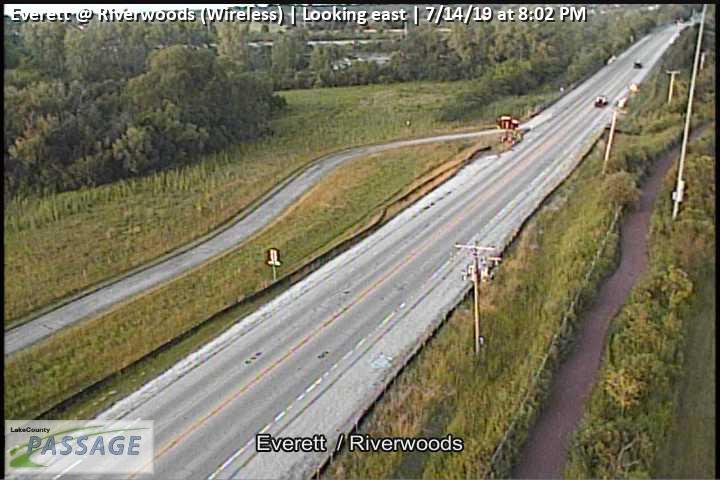 Everett @ Riverwoods (Wireless) | Looking east | 7/14/19 at 8:02 PM
LakeCounty
PASSAGE
Everett / Riverwoods